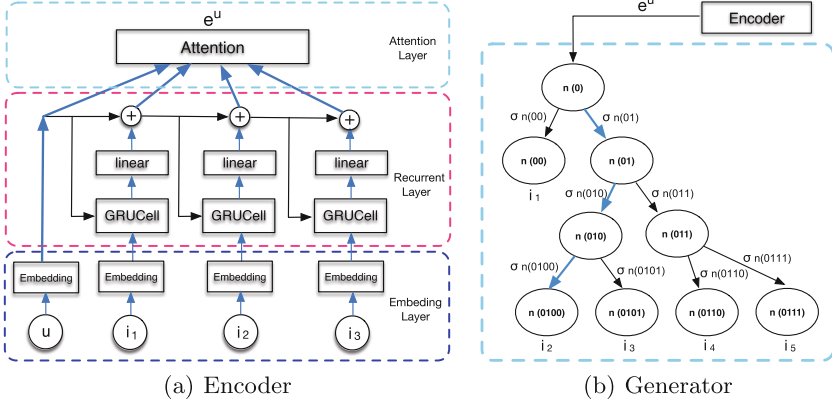 e^u
Attention
Attention
Layer
+ + +
linear linear linear
Recurrent
Layer
GRUCell GRUCell GRUCell
Embedding Embedding Embedding Embedding
Embeding
Layer
u i1 i2 i3
(a) Encoder
e^u
Encoder
n (0)
σ n(00) σ n(01)
n (00) n (01)
i1
σ n(010) σ n(011)
n (010) n (011)
σ n(0100) σ n(0101) σ n(0110) σ n(0111)
n (0100) n (0101) n (0110) n (0111)
i2 i3 i4 i5
(b) Generator